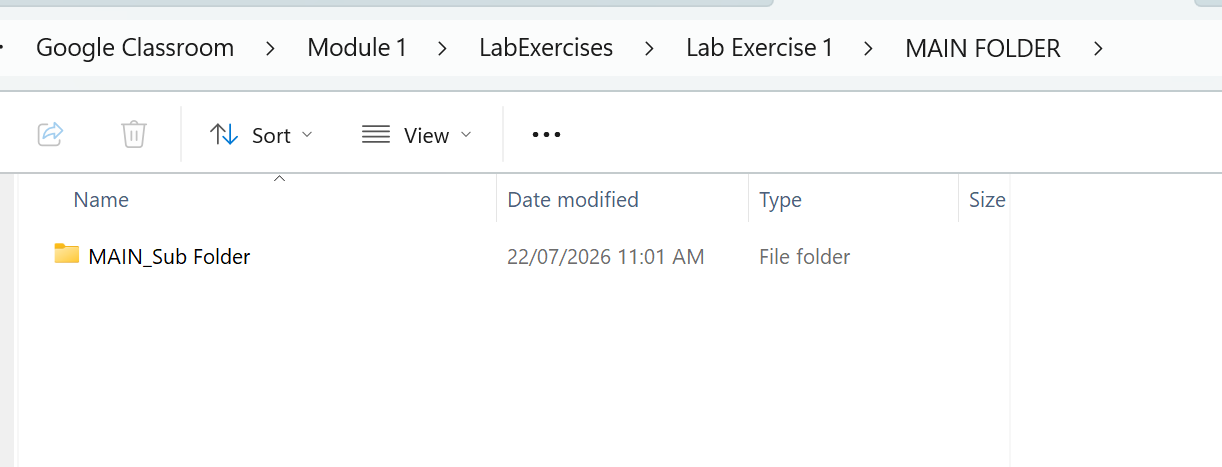 Google Classroom > Module 1 > LabExercises > Lab Exercise 1 > MAIN FOLDER >
Sort View •••
Name Date modified Type Size
MAIN_Sub Folder 22/07/2026 11:01 AM File folder